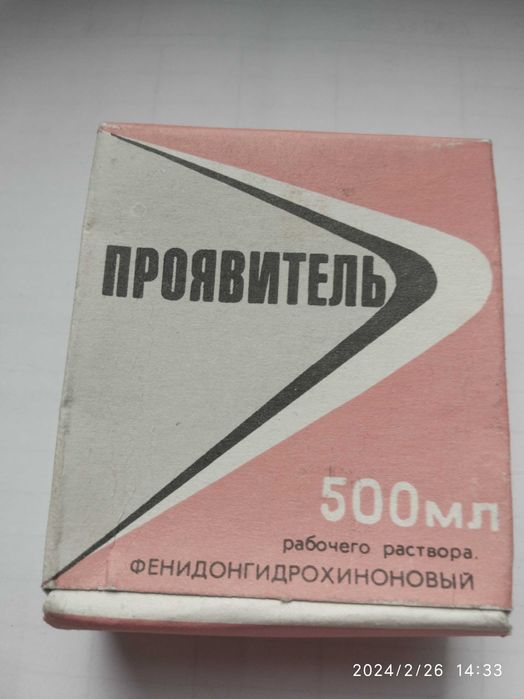 ПРОЯВИТЕЛЬ
500мл
рабочего раствора.
ФЕНИДОНГИДРОХИНОНОВЫЙ
2024/2/26 14:33